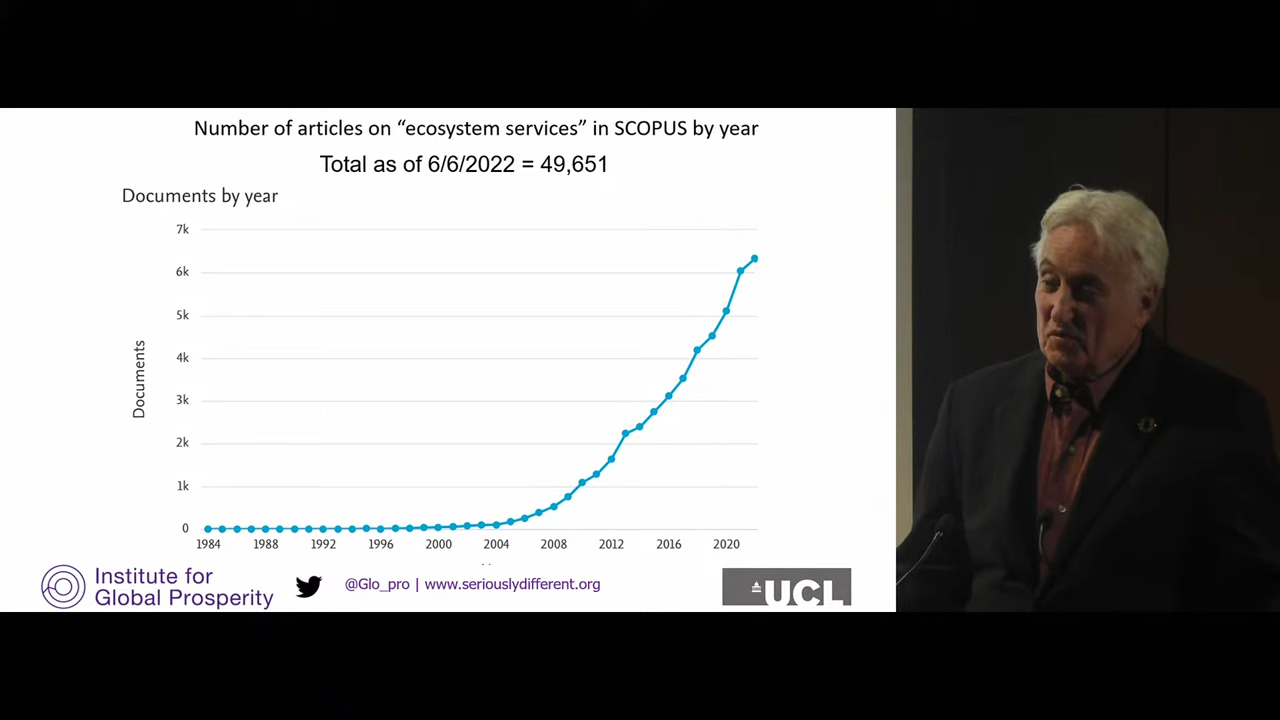 Number of articles on “ecosystem services” in SCOPUS by year
Total as of 6/6/2022 = 49,651
Documents by year
7k
6k
5k
4k
3k
2k
1k
0
Documents
1984 1988 1992 1996 2000 2004 2008 2012 2016 2020
Institute for
Global Prosperity
@Glo_pro | www.seriouslydifferent.org
UCL